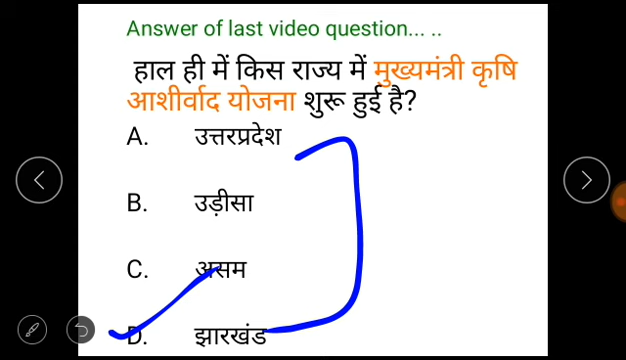 Answer of last video question... ..
हाल ही में किस राज्य में मुख्यमंत्री कृषि
आशीर्वाद योजना शुरू हुई है?
A. उत्तरप्रदेश
B. उड़ीसा
C. असम
D. झारखंड